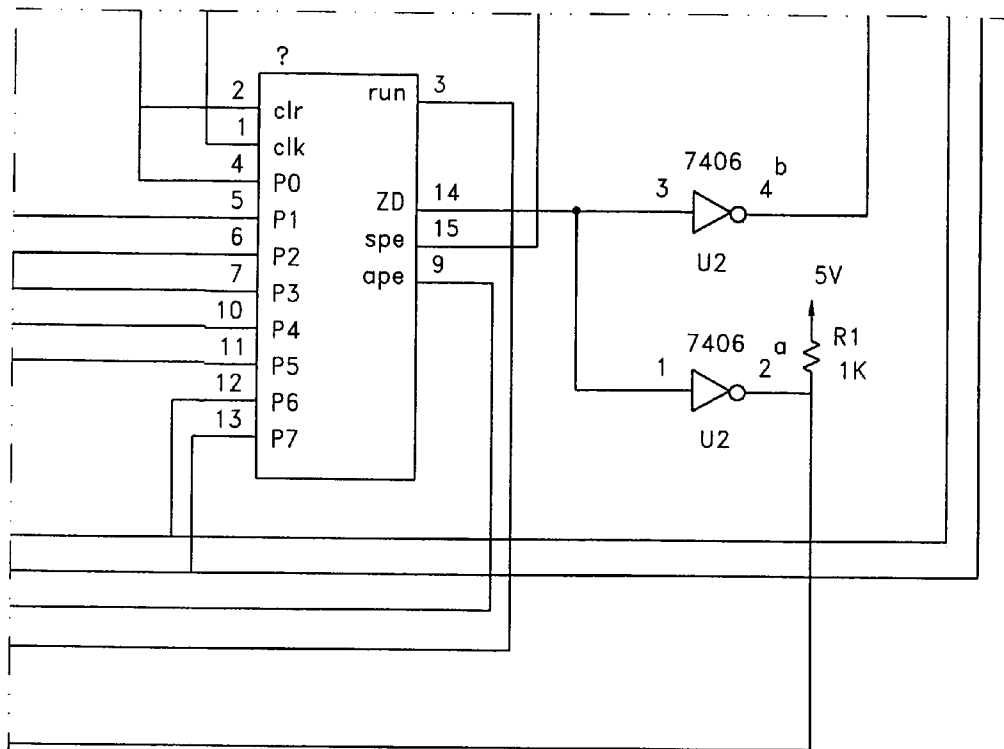 ?
2 clr
1 clk
4 P0
5 P1
6 P2
7 P3
10 P4
11 P5
12 P6
13 P7
run 3
ZD 14
spe 15
ape 9
7406 b
3 4
U2
5V
7406 a
1 2
U2
R1
1K